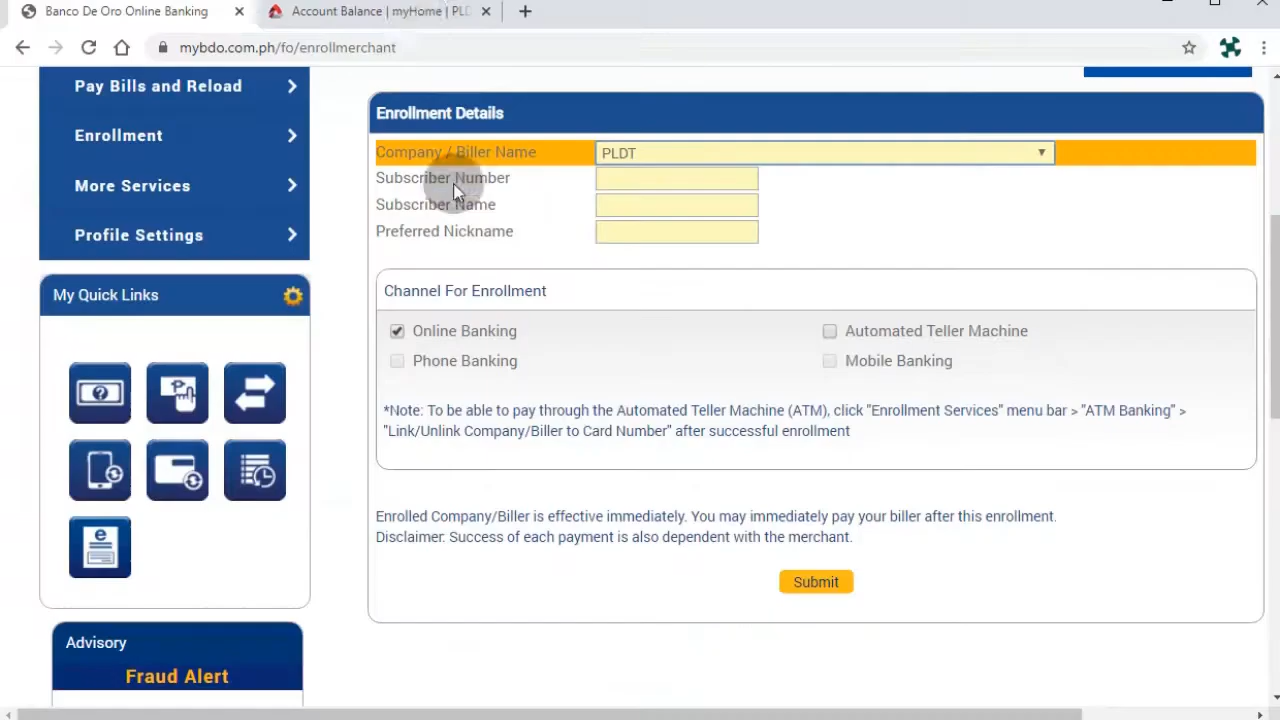 Banco De Oro Online Banking
Account Balance | myHome | PLD
mybdo.com.ph/fo/enrollmerchant
Pay Bills and Reload
Enrollment
More Services
Profile Settings
My Quick Links
Advisory
Fraud Alert
Enrollment Details
Company / Biller Name PLDT
Subscriber Number
Subscriber Name
Preferred Nickname
Channel For Enrollment
Online Banking Automated Teller Machine
Phone Banking Mobile Banking
*Note: To be able to pay through the Automated Teller Machine (ATM), click "Enrollment Services" menu bar > "ATM Banking" >
"Link/Unlink Company/Biller to Card Number" after successful enrollment
Enrolled Company/Biller is effective immediately. You may immediately pay your biller after this enrollment.
Disclaimer: Success of each payment is also dependent with the merchant.
Submit